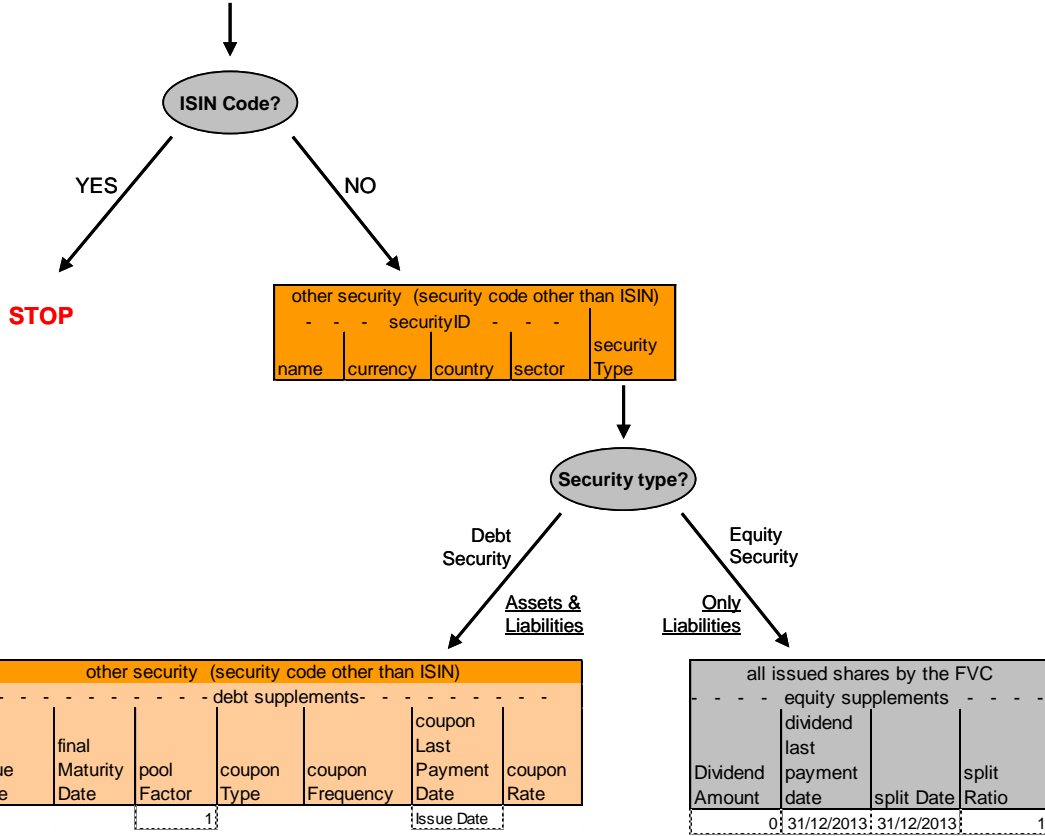 ISIN Code?
YES
NO
STOP
other security (security code other than ISIN)
- - - securityID - - -
name currency country sector security Type
Security type?
Debt
Security
Equity
Security
Assets &
Liabilities
Only
Liabilities
other security (security code other than ISIN)
- - - - - - - - - -debt supplements- - - - - - - - -
final
Maturity
Date
pool
Factor
coupon
Type
coupon
Frequency
coupon
Last
Payment
Date
coupon
Rate
1
Issue Date
all issued shares by the FVC
- - - - equity supplements - - - -
Dividend
Amount
dividend
last
payment
date
split Date
split
Ratio
0 31/12/2013 31/12/2013 1